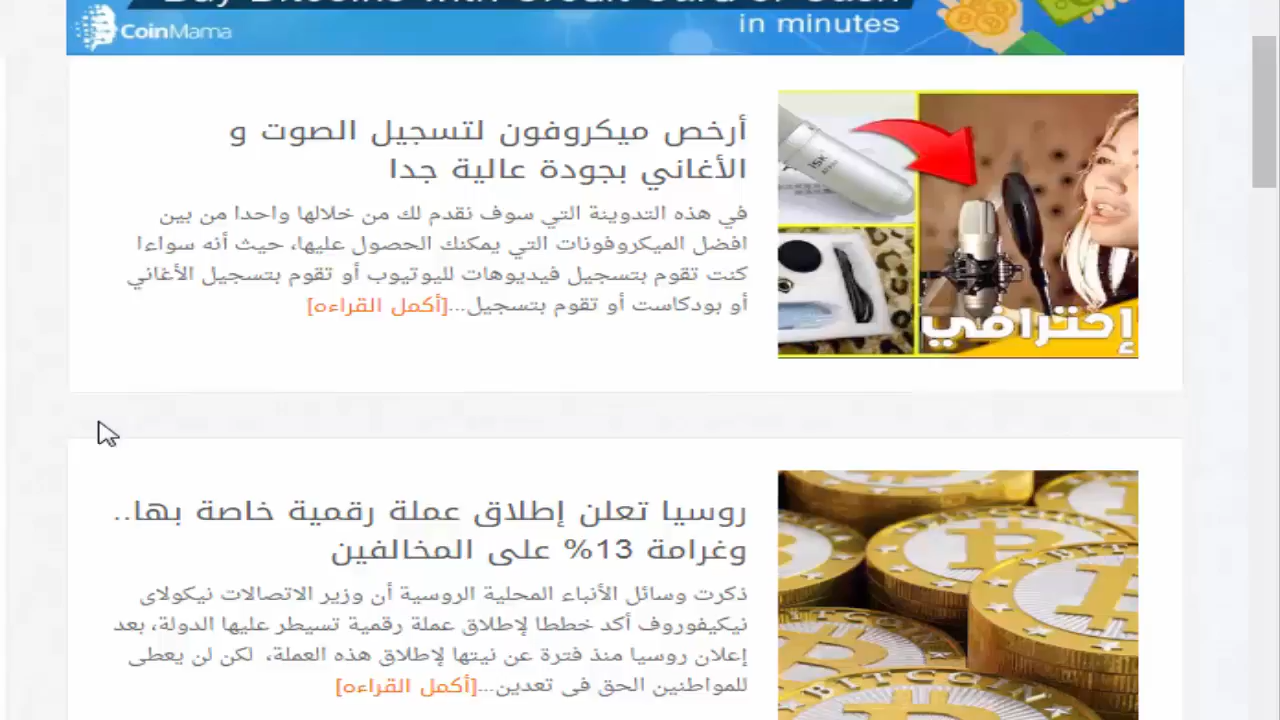 Buy Bitcoins with Credit Card or Cash
in minutes
CoinMama
أرخص ميكروفون لتسجيل الصوت و
الأغاني بجودة عالية جدا
في هذه التدوينة التي سوف نقدم لك من خلالها واحدا من بين
افضل الميكروفونات التي يمكنك الحصول عليها، حيث أنه سواءا
كنت تقوم بتسجيل فيديوهات لليوتيوب أو تقوم بتسجيل الأغاني
أو بودكاست أو تقوم بتسجيل...[أكمل القراءه]
iSK
إحترافي
روسيا تعلن إطلاق عملة رقمية خاصة بها..
وغرامة 13% على المخالفين
ذكرت وسائل الأنباء المحلية الروسية أن وزير الاتصالات نيكولاى
نيكيفوروف أكد خططا لإطلاق عملة رقمية تسيطر عليها الدولة، بعد
إعلان روسيا منذ فترة عن نيتها لإطلاق هذه العملة، لكن لن يعطى
للمواطنين الحق فى تعدين...[أكمل القراءه]
BITCOIN
BITCOIN